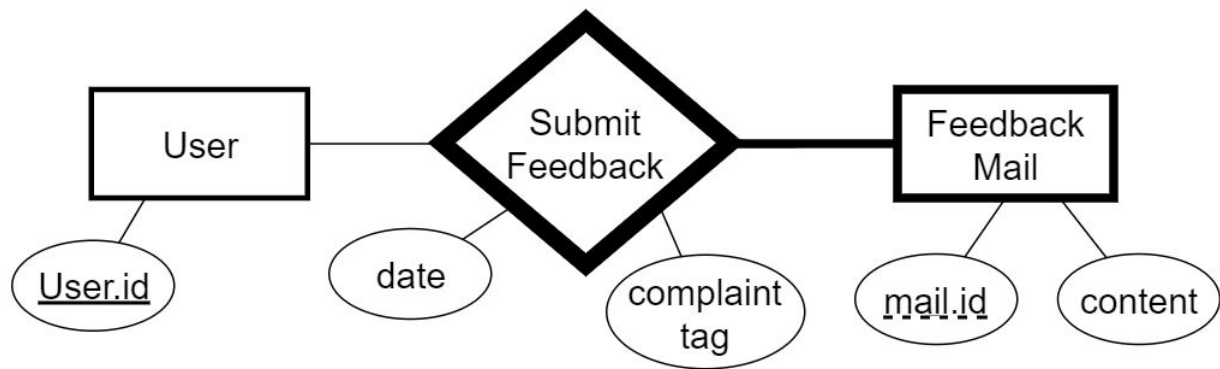 User
Submit
Feedback
Feedback
Mail
User.id
date
complaint
tag
mail.id
content